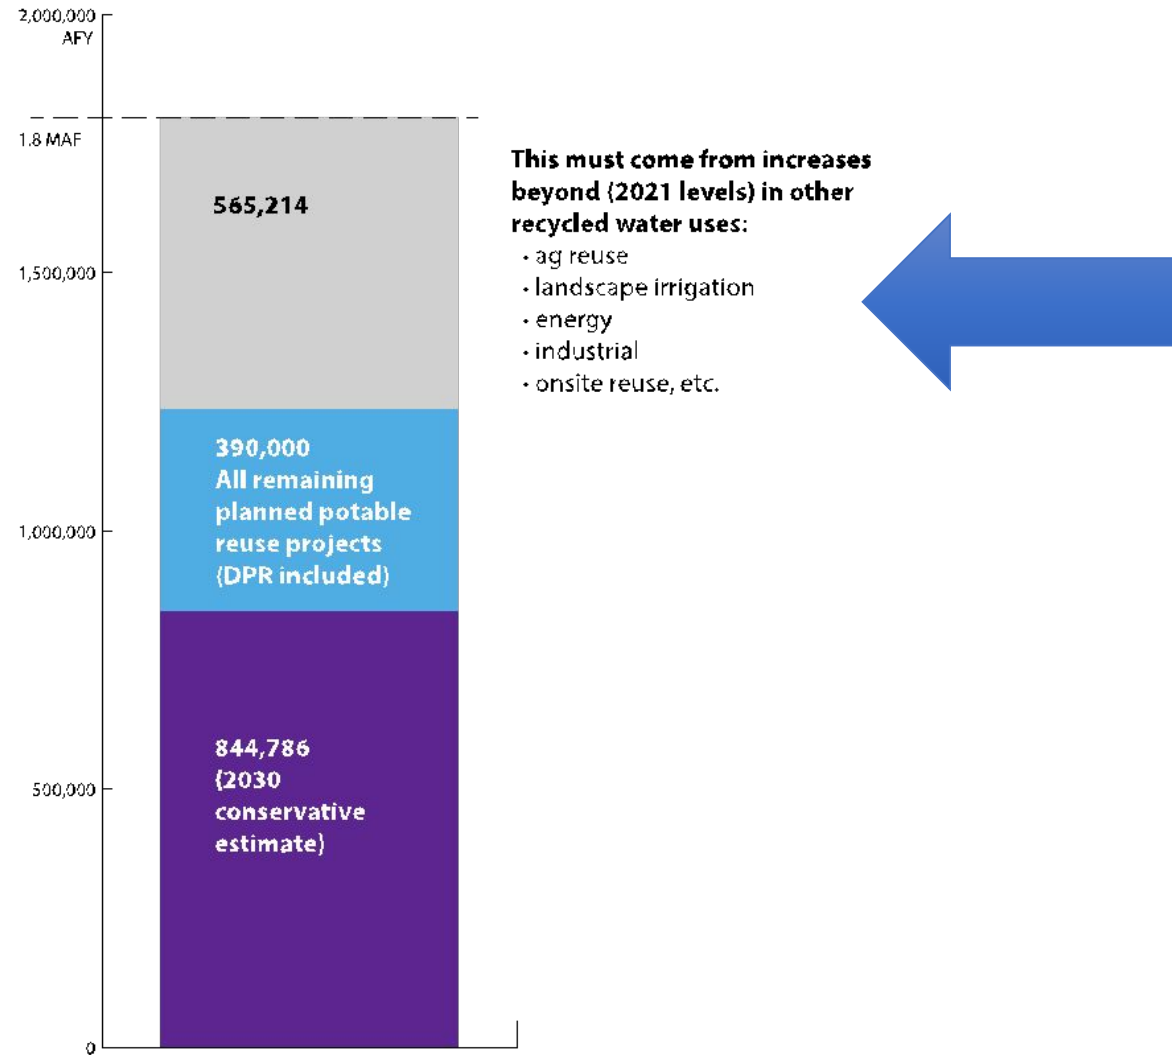 2,000,000
AFY
1.8 MAF
565,214
This must come from increases
beyond (2021 levels) in other
recycled water uses:
• ag reuse
• landscape irrigation
• energy
• industrial
• onsite reuse, etc.
1,500,000
390,000
All remaining
planned potable
reuse projects
(DPR included)
1,000,000
844,786
(2030
conservative
estimate)
500,000
0